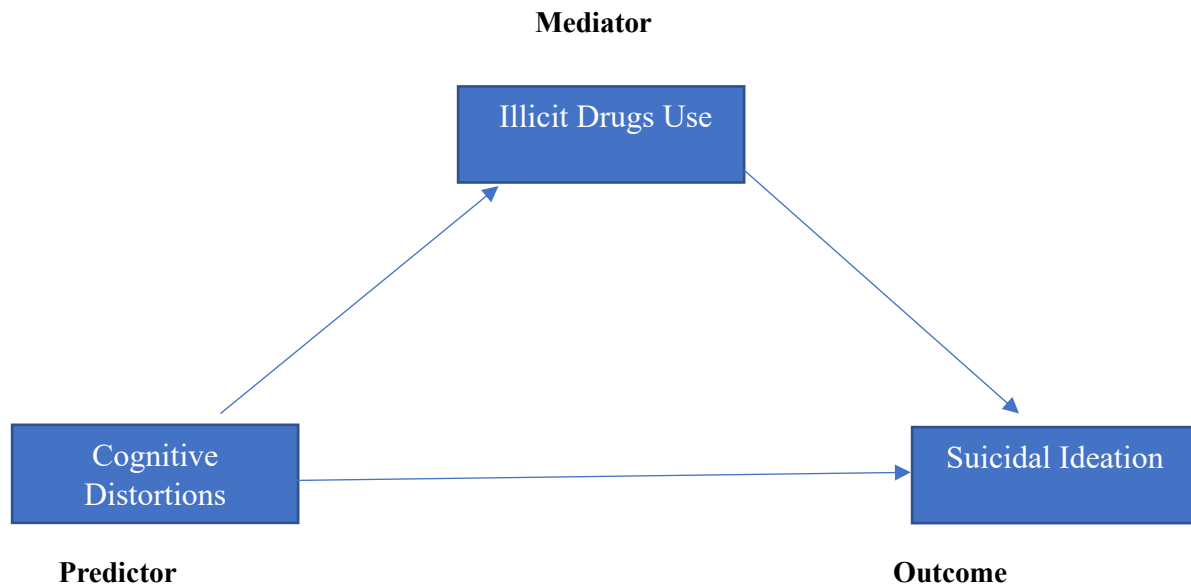 Mediator
Illicit Drugs Use
Cognitive
Distortions
Suicidal Ideation
Predictor
Outcome